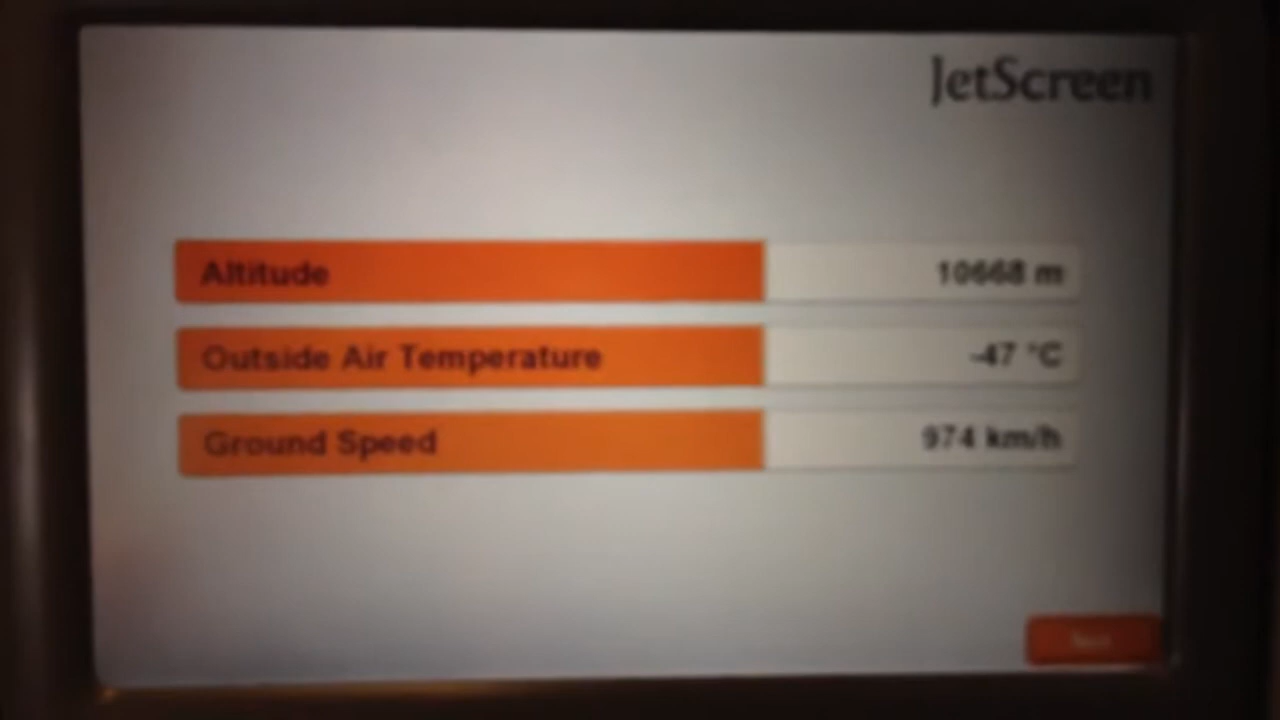 JetScreen
Altitude 10668 m
Outside Air Temperature -47 °C
Ground Speed 974 km/h